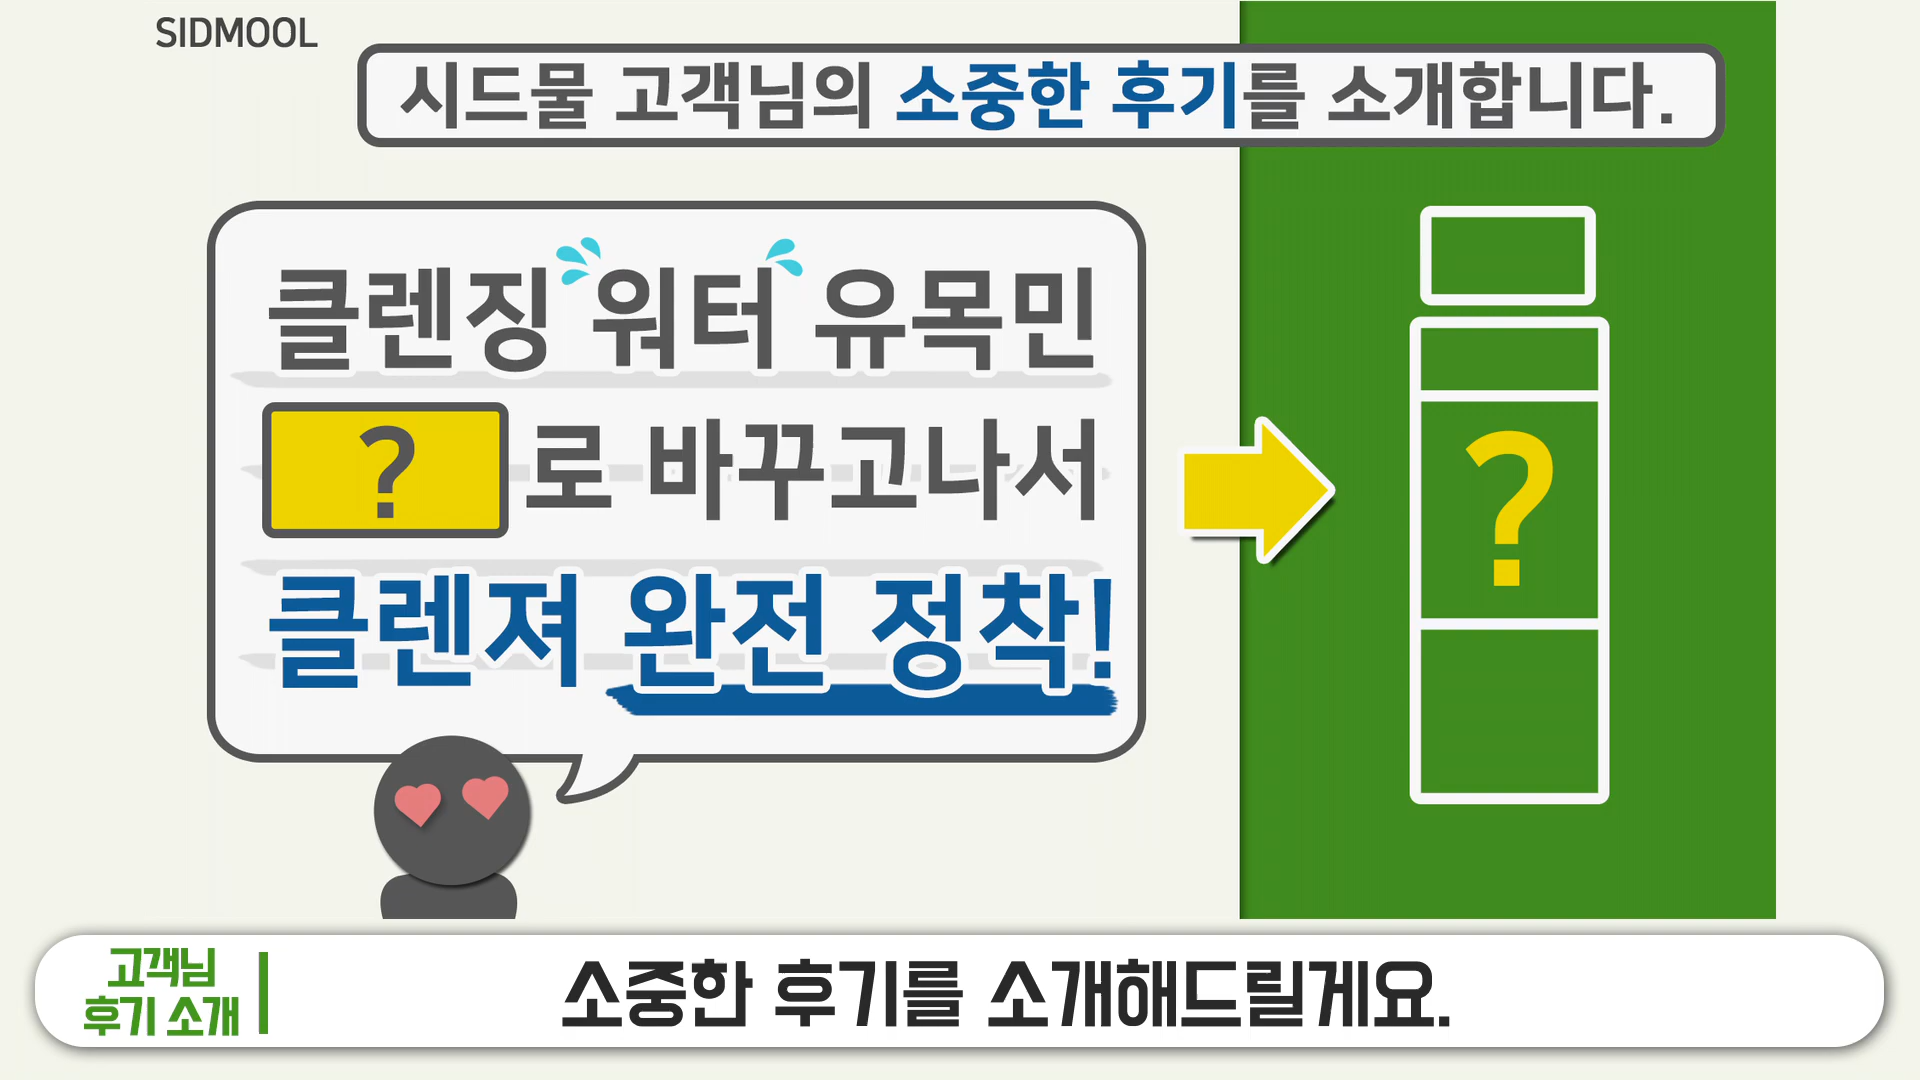 SIDMOOL
시드물 고객님의 소중한 후기를 소개합니다.
클렌징 워터 유목민
? 로 바꾸고나서
클렌져 완전 정착!
?
고객님
후기 소개
소중한 후기를 소개해드릴게요.